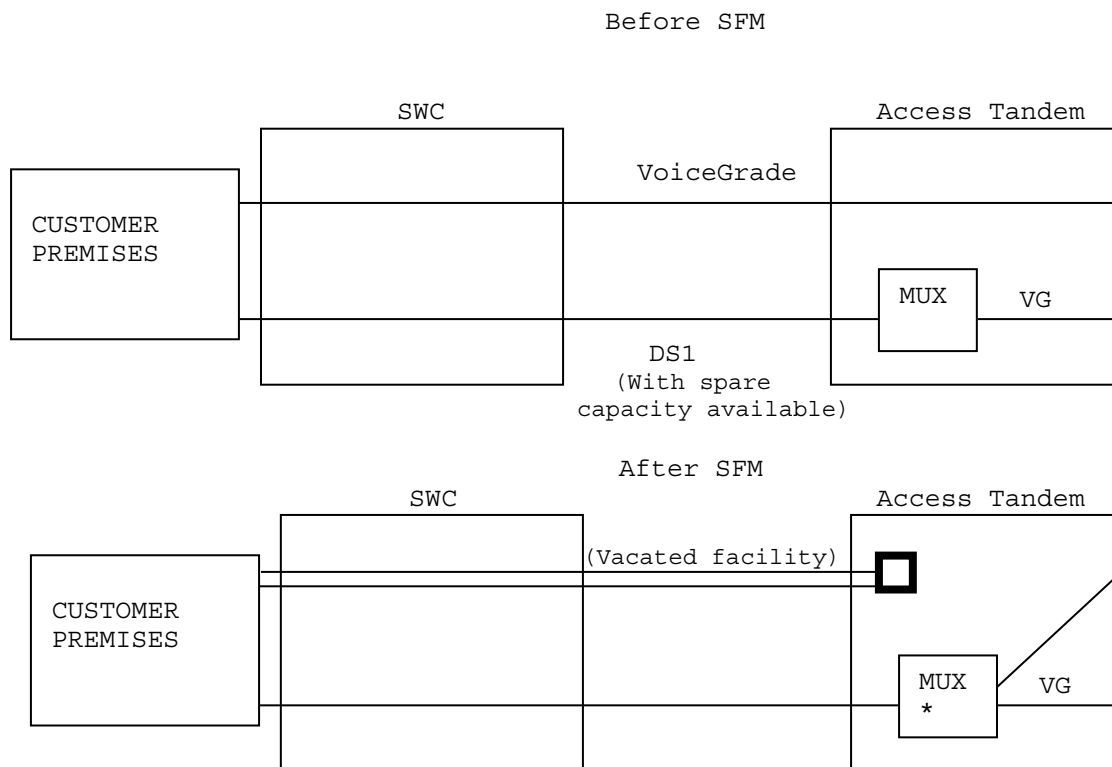 Before SFM
SWC
Access Tandem
VoiceGrade
CUSTOMER
PREMISES
MUX
VG
DS1
(With spare
capacity available)
After SFM
SWC
Access Tandem
(Vacated facility)
CUSTOMER
PREMISES
MUX
*
VG